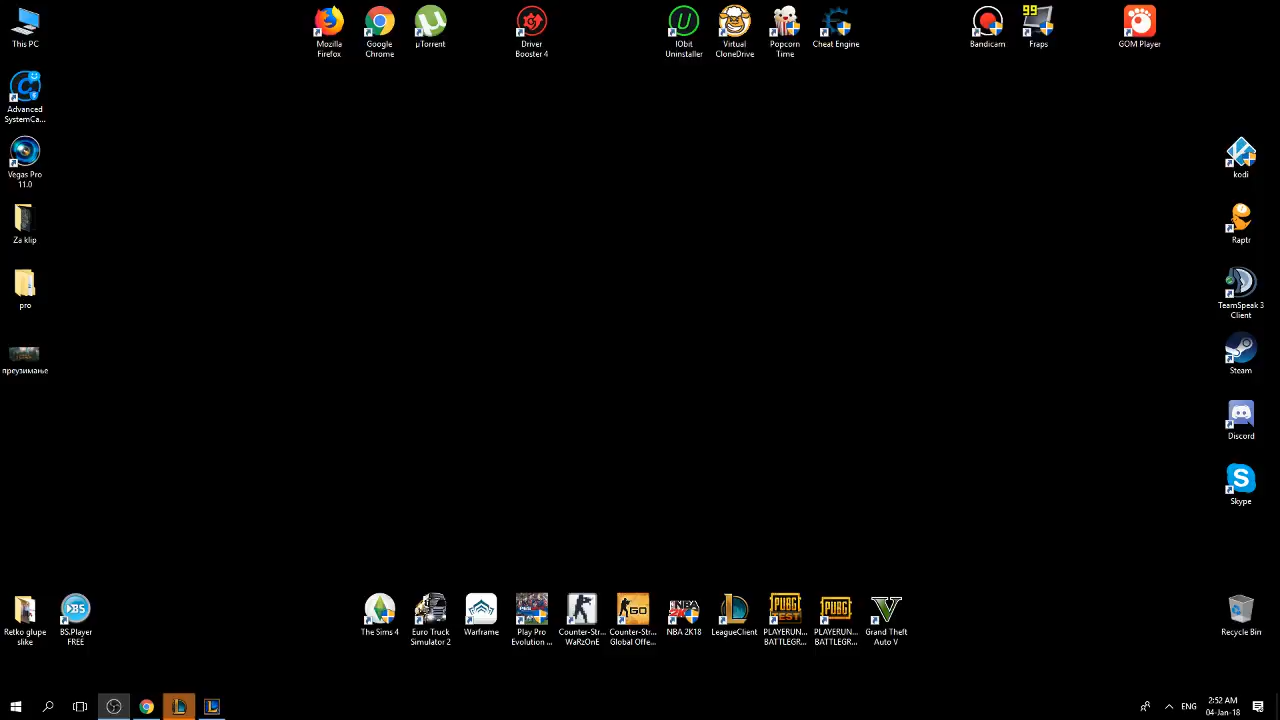 This PC
Mozilla
Firefox
Google
Chrome
µTorrent
Driver
Booster 4
IObit
Uninstaller
Virtual
CloneDrive
Popcorn
Time
Cheat Engine
Bandicam
99
Fraps
GOM Player
Advanced
SystemCa...
Vegas Pro
11.0
Za klip
pro
преузимање
kodi
Raptr
TeamSpeak 3
Client
Steam
Discord
Skype
Retko glupe
slike
BS.Player
FREE
The Sims 4
Euro Truck
Simulator 2
Warframe
Play Pro
Evolution ...
Counter-Str...
WaRzOnE
Counter-Str...
Global Offe...
NBA 2K18
LeagueClient
PLAYERUN...
BATTLEGR...
PLAYERUN...
BATTLEGR...
Grand Theft
Auto V
Recycle Bin
ENG
2:52 AM
04-Jan-18